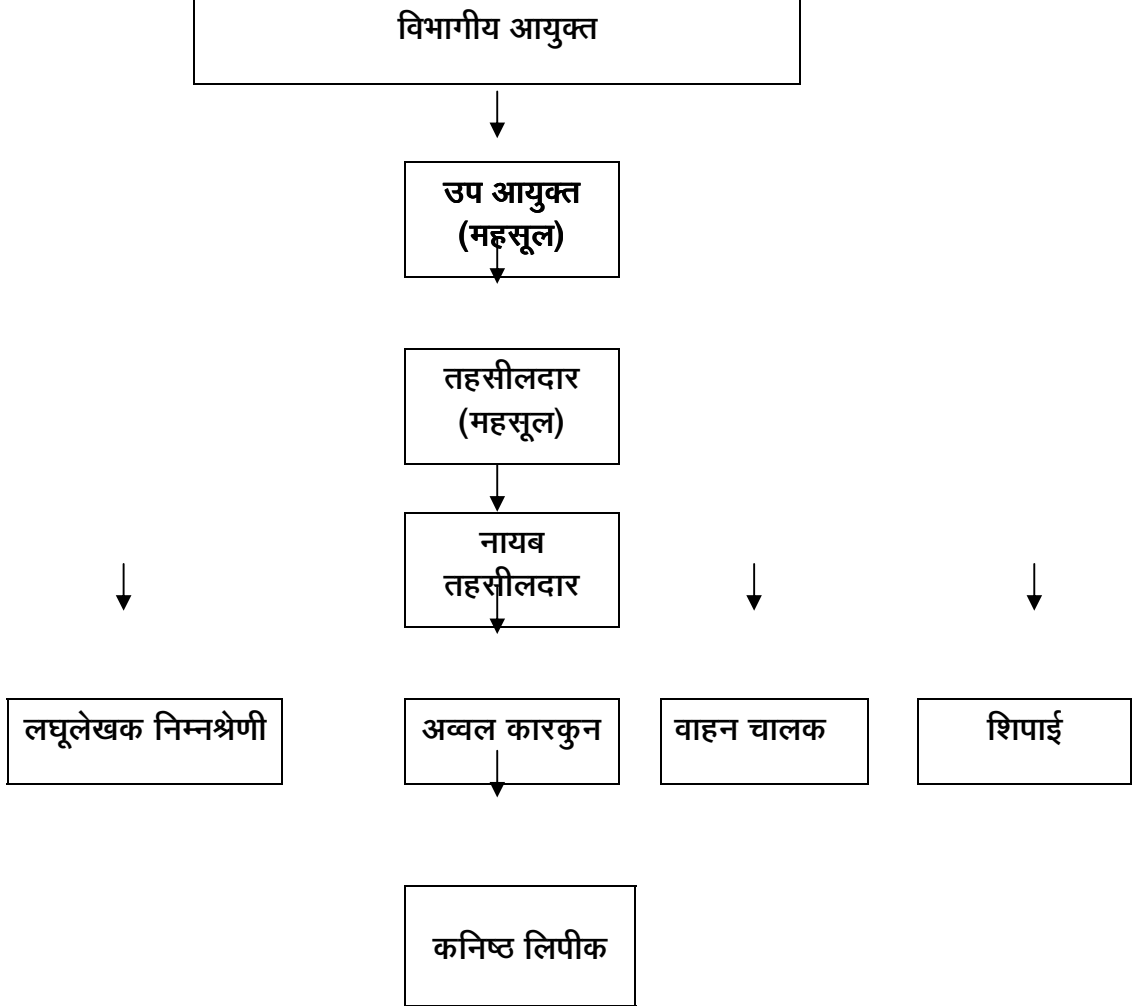 विभागीय आयुक्त
उप आयुक्त
(महसूल)
तहसीलदार
(महसूल)
नायब
तहसीलदार
लघूलेखक निम्नश्रेणी
अव्वल कारकुन
वाहन चालक
शिपाई
कनिष्ठ लिपीक